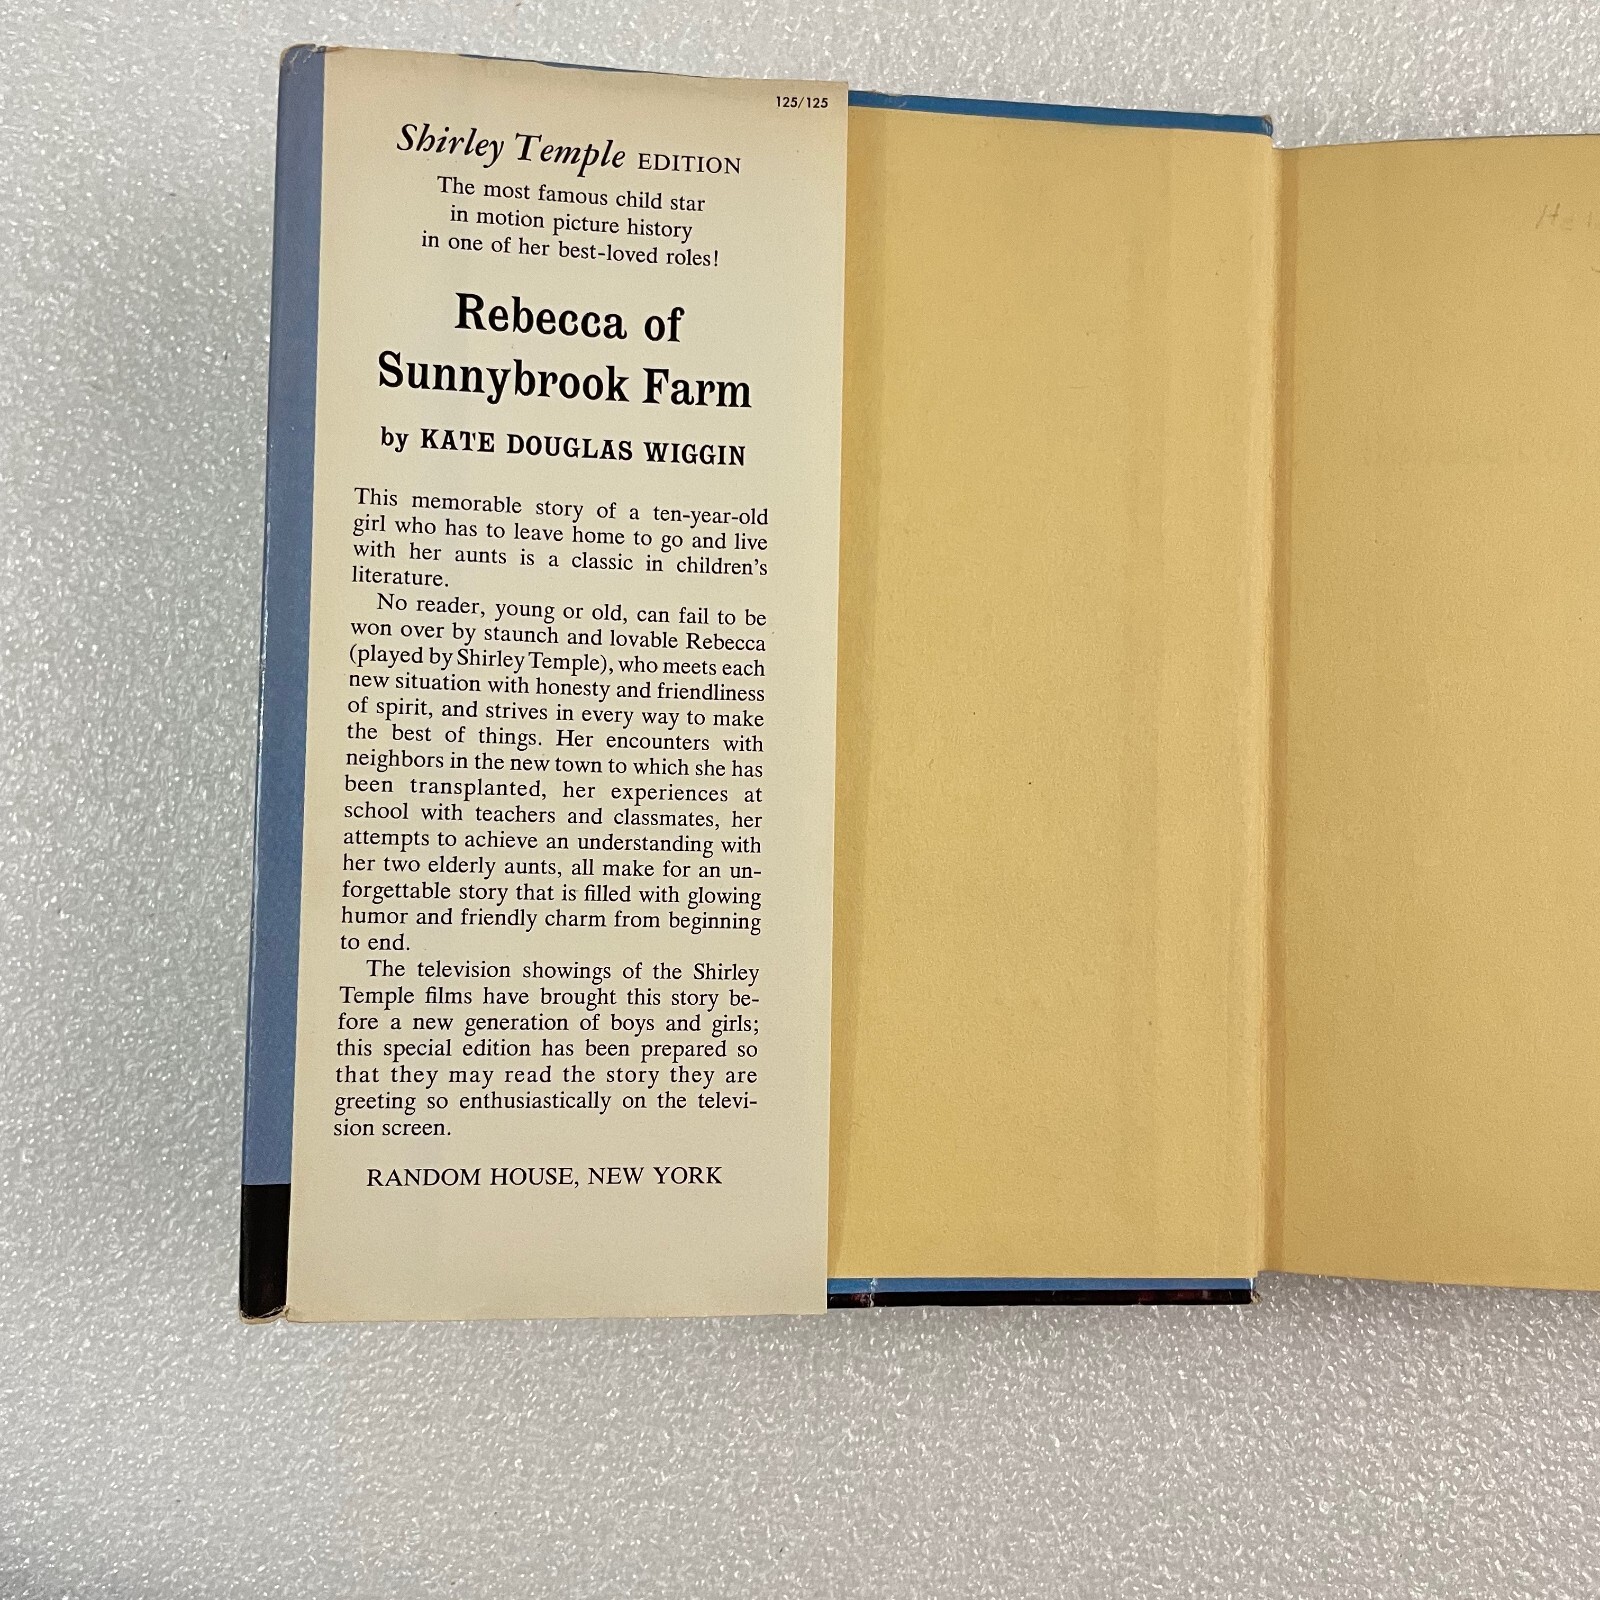 125/125
Shirley Temple EDITION
The most famous child star
in motion picture history
in one of her best-loved roles!
Rebecca of
Sunnybrook Farm
by KATE DOUGLAS WIGGIN
This memorable story of a ten-year-old
girl who has to leave home to go and live
with her aunts is a classic in children's
literature.
No reader, young or old, can fail to be
won over by staunch and lovable Rebecca
(played by Shirley Temple), who meets each
new situation with honesty and friendliness
of spirit, and strives in every way to make
the best of things. Her encounters with
neighbors in the new town to which she has
been transplanted, her experiences at
school with teachers and classmates, her
attempts to achieve an understanding with
her two elderly aunts, all make for an un-
forgettable story that is filled with glowing
humor and friendly charm from beginning
to end.
The television showings of the Shirley
Temple films have brought this story be-
fore a new generation of boys and girls;
this special edition has been prepared so
that they may read the story they are
greeting so enthusiastically on the televi-
sion screen.
RANDOM HOUSE, NEW YORK